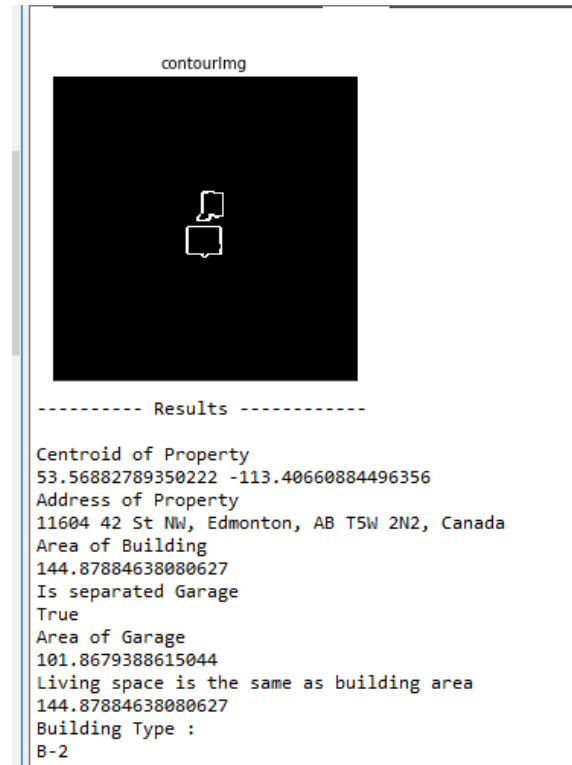 contourImg
---------- Results ------------
Centroid of Property
53.56882789350222 -113.40660884496356
Address of Property
11604 42 St NW, Edmonton, AB T5W 2N2, Canada
Area of Building
144.87884638080627
Is separated Garage
True
Area of Garage
101.8679388615044
Living space is the same as building area
144.87884638080627
Building Type :
B-2